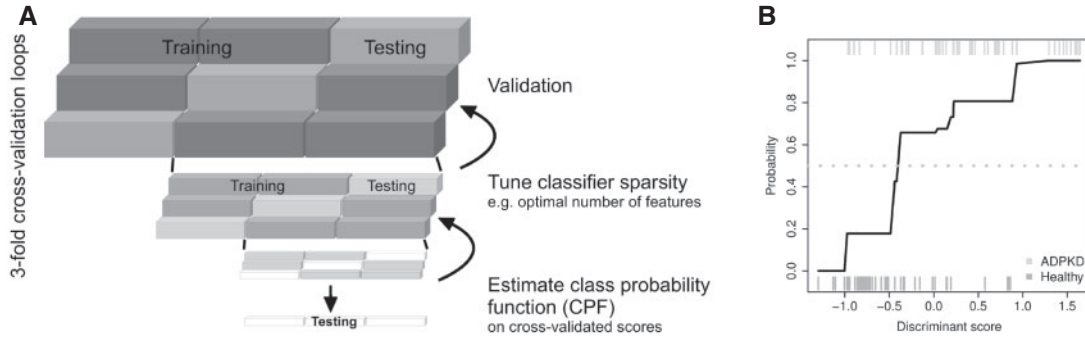 A
3-fold cross-validation loops
Training
Testing
Validation
Training
Testing
Tune classifier sparsity
e.g. optimal number of features
Estimate class probability
function (CPF)
on cross-validated scores
Testing
B
Probability
1.0
0.8
0.6
0.4
0.2
0.0
ADPKD
Healthy
−1.0
−0.5
0.0
0.5
1.0
1.5
Discriminant score